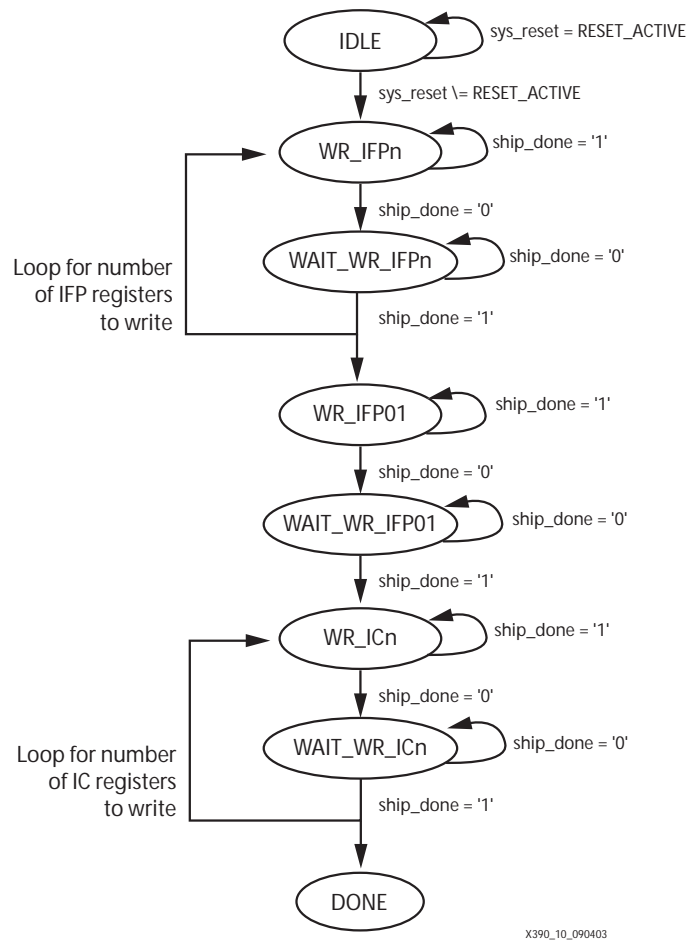 IDLE
sys_reset = RESET_ACTIVE
sys_reset \= RESET_ACTIVE
WR_IFPn
ship_done = '1'
ship_done = '0'
WAIT_WR_IFPn
ship_done = '0'
Loop for number
of IFP registers
to write
ship_done = '1'
WR_IFP01
ship_done = '1'
ship_done = '0'
WAIT_WR_IFP01
ship_done = '0'
ship_done = '1'
WR_ICn
ship_done = '1'
ship_done = '0'
WAIT_WR_ICn
ship_done = '0'
Loop for number
of IC registers
to write
ship_done = '1'
DONE
X390_10_090403